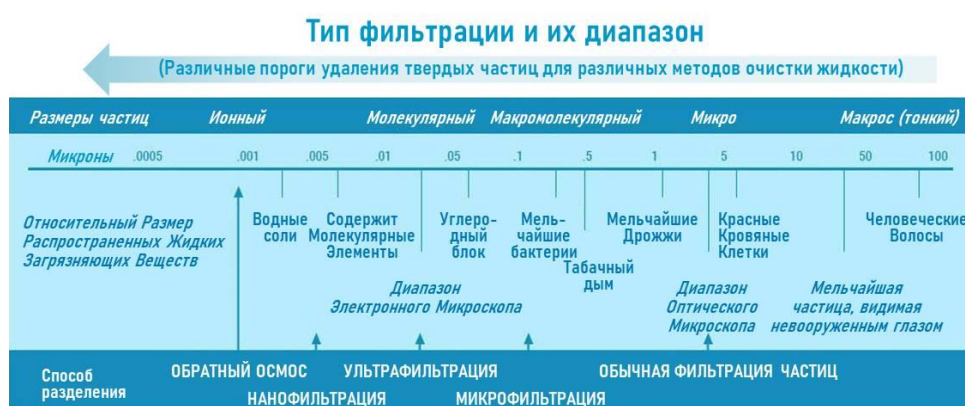 Тип фильтрации и их диапазон
(Различные пороги удаления твердых частиц для различных методов очистки жидкости)
Размеры частиц Ионный Молекулярный Макромолекулярный Микро Макрос (тонкий)
Микроны .0005 .001 .005 .01 .05 .1 .5 1 5 10 50 100
Относительный Размер
Распространенных Жидких
Загрязняющих Веществ
Водные
соли
Содержит
Молекулярные
Элементы
Углеро-
дный
блок
Мель-
чайшие
бактерии
Табачный
дым
Мельчайшие
Дрожжи
Красные
Кровяные
Клетки
Человеческие
Волосы
Диапазон
Электронного Микроскопа
Диапазон
Оптического
Микроскопа
Мельчайшая
частица, видимая
невооруженным глазом
Способ
разделения
ОБРАТНЫЙ ОСМОС
НАНОФИЛЬТРАЦИЯ
УЛЬТРАФИЛЬТРАЦИЯ
МИКРОФИЛЬТРАЦИЯ
ОБЫЧНАЯ ФИЛЬТРАЦИЯ ЧАСТИЦ